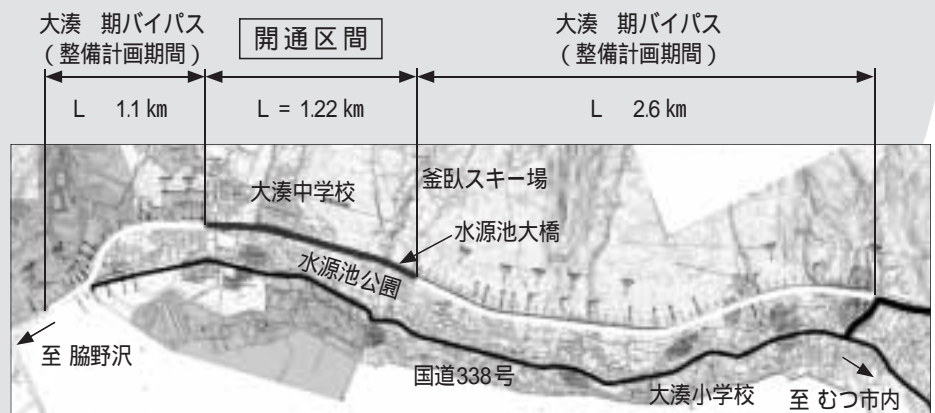 大湊　期バイパス
(整備計画期間)
開通区間
大湊　期バイパス
(整備計画期間)
L　1.1 km
L = 1.22 km
L　2.6 km
大湊中学校
釜臥スキー場
水源池大橋
水源池公園
至 脇野沢
国道338号
大湊小学校
至 むつ市内